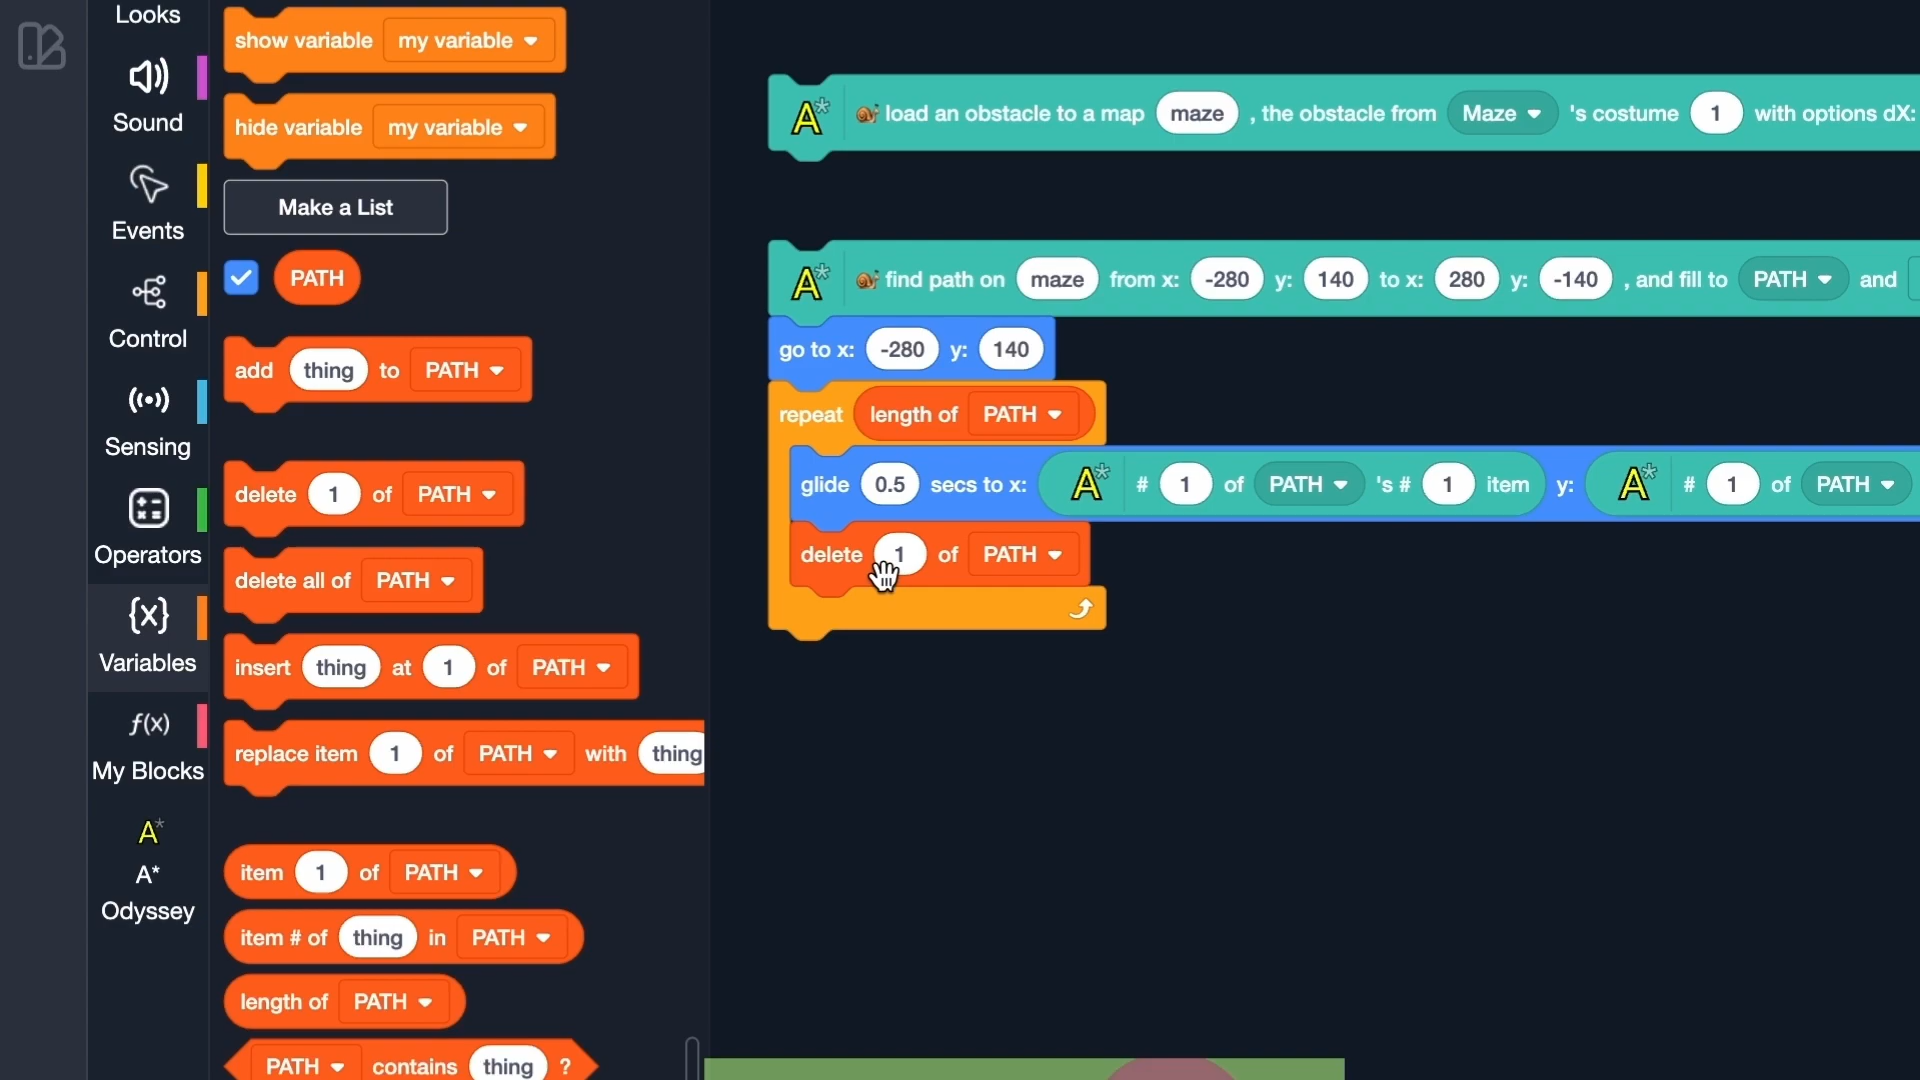 Looks
Sound
Events
Control
Sensing
Operators
{x}
Variables
f(x)
My Blocks
A*
A*
Odyssey
show variable my variable
hide variable my variable
Make a List
PATH
add thing to PATH
delete 1 of PATH
delete all of PATH
insert thing at 1 of PATH
replace item 1 of PATH with thing
item 1 of PATH
item # of thing in PATH
length of PATH
PATH contains thing ?
A* load an obstacle to a map maze , the obstacle from Maze 's costume 1 with options dX:
A* find path on maze from x: -280 y: 140 to x: 280 y: -140 , and fill to PATH and
go to x: -280 y: 140
repeat length of PATH
glide 0.5 secs to x: A* # 1 of PATH 's # 1 item y: A* # 1 of PATH
delete 1 of PATH